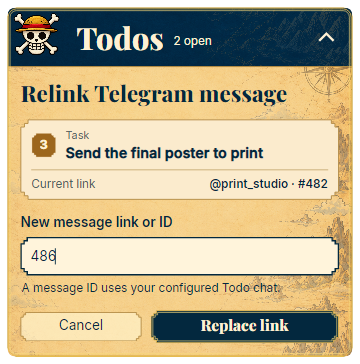 Todos 2 open
Relink Telegram message
3
Task
Send the final poster to print
Current link @print_studio · #482
New message link or ID
486
A message ID uses your configured Todo chat.
Cancel Replace link